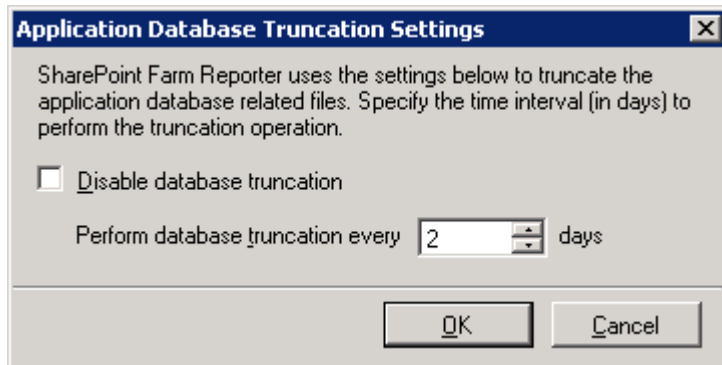 Application Database Truncation Settings
SharePoint Farm Reporter uses the settings below to truncate the
application database related files. Specify the time interval (in days) to
perform the truncation operation.
Disable database truncation
Perform database truncation every 2 days
OK Cancel